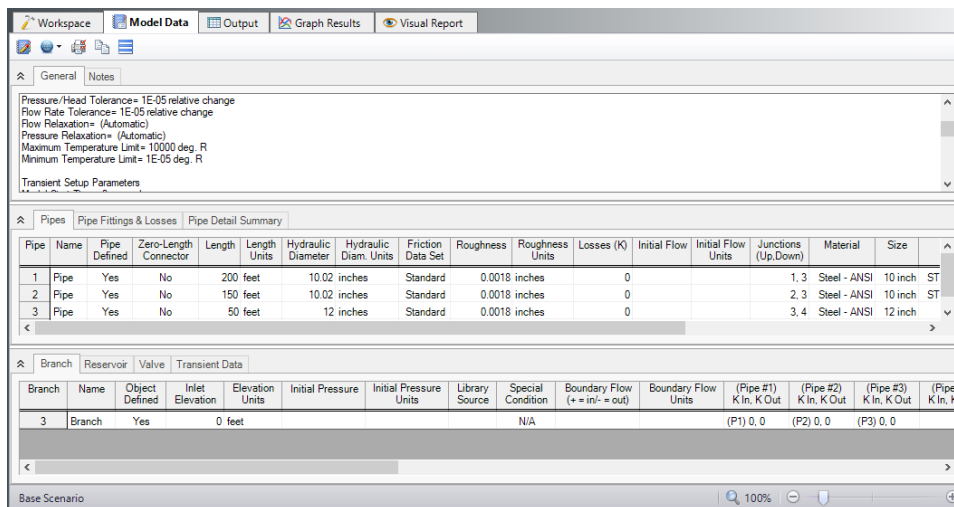 Workspace Model Data Output Graph Results Visual Report
General Notes
Pressure/Head Tolerance= 1E-05 relative change
Flow Rate Tolerance= 1E-05 relative change
Flow Relaxation= (Automatic)
Pressure Relaxation= (Automatic)
Maximum Temperature Limit= 10000 deg. R
Minimum Temperature Limit= 1E-05 deg. R
Transient Setup Parameters
Pipes Pipe Fittings & Losses Pipe Detail Summary
Pipe Name Pipe Defined Zero-Length Connector Length Length Units Hydraulic Diameter Hydraulic Diam. Units Friction Data Set Roughness Roughness Units Losses (K) Initial Flow Initial Flow Units Junctions (Up,Down) Material Size
1 Pipe Yes No 200 feet 10.02 inches Standard 0.0018 inches 0 1, 3 Steel - ANSI 10 inch ST
2 Pipe Yes No 150 feet 10.02 inches Standard 0.0018 inches 0 2, 3 Steel - ANSI 10 inch ST
3 Pipe Yes No 50 feet 12 inches Standard 0.0018 inches 0 3, 4 Steel - ANSI 12 inch
Branch Reservoir Valve Transient Data
Branch Name Object Defined Inlet Elevation Elevation Units Initial Pressure Initial Pressure Units Library Source Special Condition Boundary Flow (+ = in/- = out) Boundary Flow Units (Pipe #1) K In, K Out (Pipe #2) K In, K Out (Pipe #3) K In, K Out (Pipe K In, K
3 Branch Yes 0 feet N/A (P1) 0, 0 (P2) 0, 0 (P3) 0, 0
Base Scenario 100%